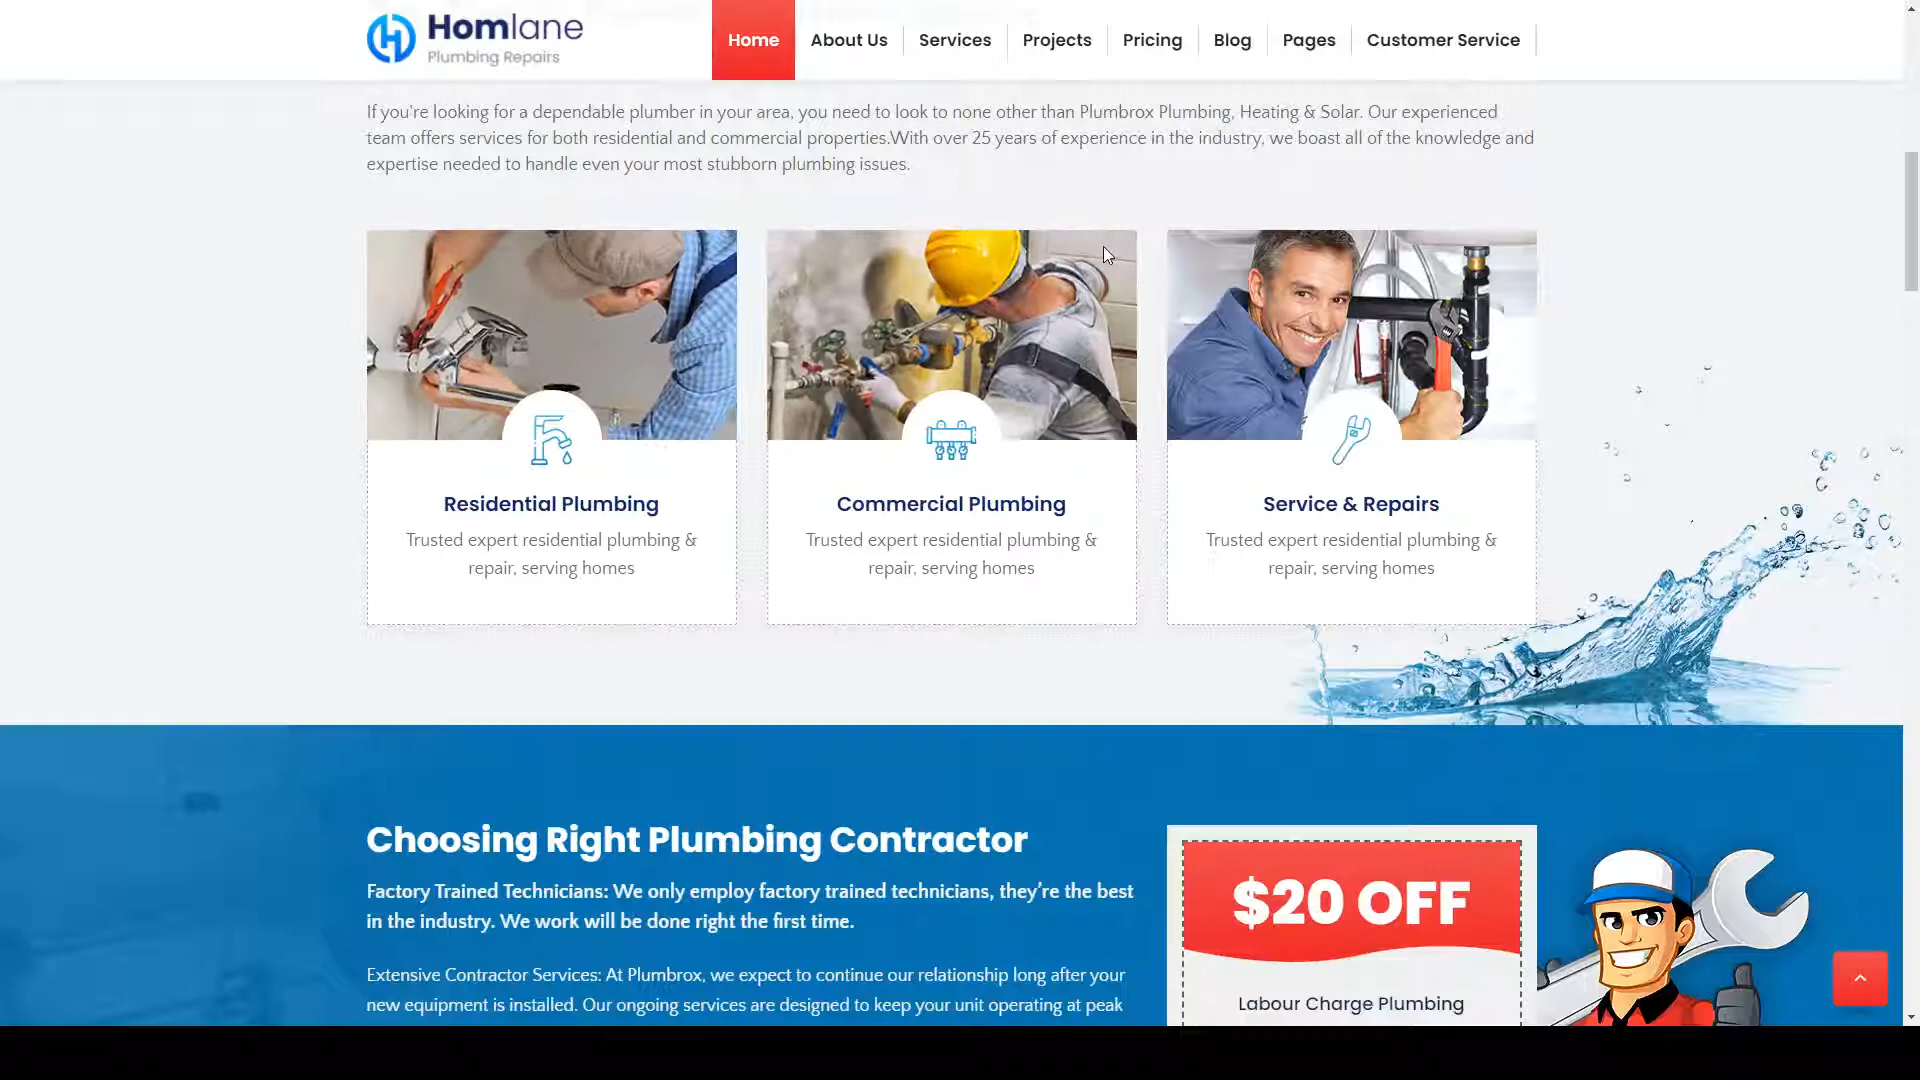 Homlane
Plumbing Repairs
Home
About Us
Services
Projects
Pricing
Blog
Pages
Customer Service
If you're looking for a dependable plumber in your area, you need to look to none other than Plumbrox Plumbing, Heating & Solar. Our experienced
team offers services for both residential and commercial properties.With over 25 years of experience in the industry, we boast all of the knowledge and
expertise needed to handle even your most stubborn plumbing issues.
Residential Plumbing
Trusted expert residential plumbing &
repair, serving homes
Commercial Plumbing
Trusted expert residential plumbing &
repair, serving homes
Service & Repairs
Trusted expert residential plumbing &
repair, serving homes
Choosing Right Plumbing Contractor
Factory Trained Technicians: We only employ factory trained technicians, they’re the best
in the industry. We work will be done right the first time.
Extensive Contractor Services: At Plumbrox, we expect to continue our relationship long after your
new equipment is installed. Our ongoing services are designed to keep your unit operating at peak
$20 OFF
Labour Charge Plumbing